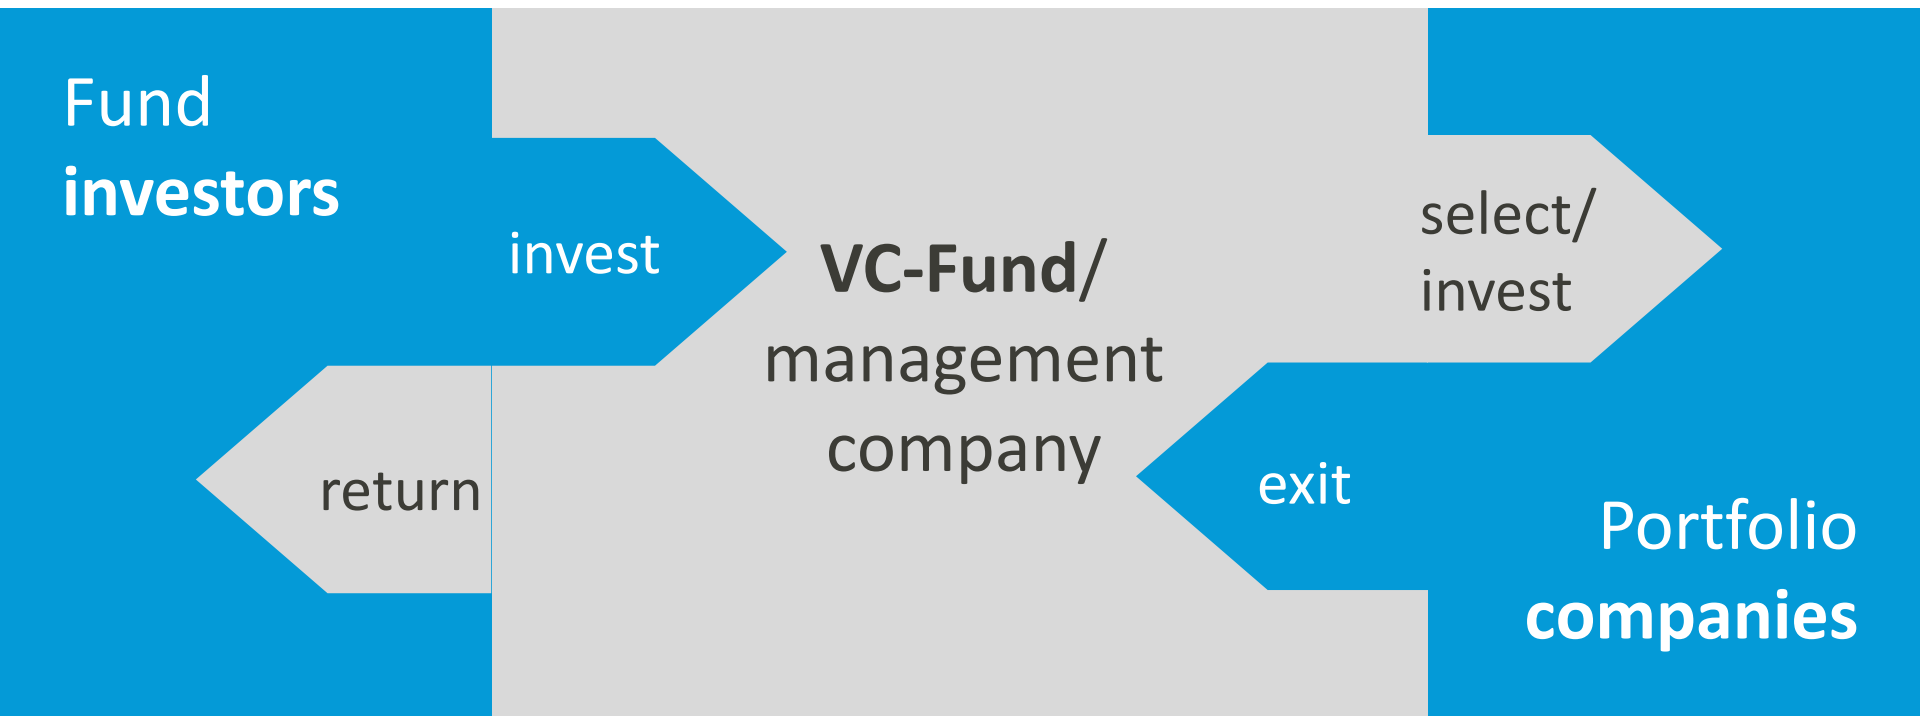 Fund
investors
invest
return
VC-Fund/
management
company
select/
invest
exit
Portfolio
companies